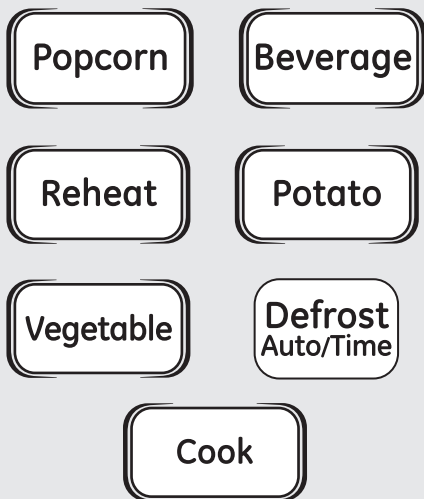 Popcorn
Beverage
Reheat
Potato
Vegetable
Defrost
Auto/Time
Cook